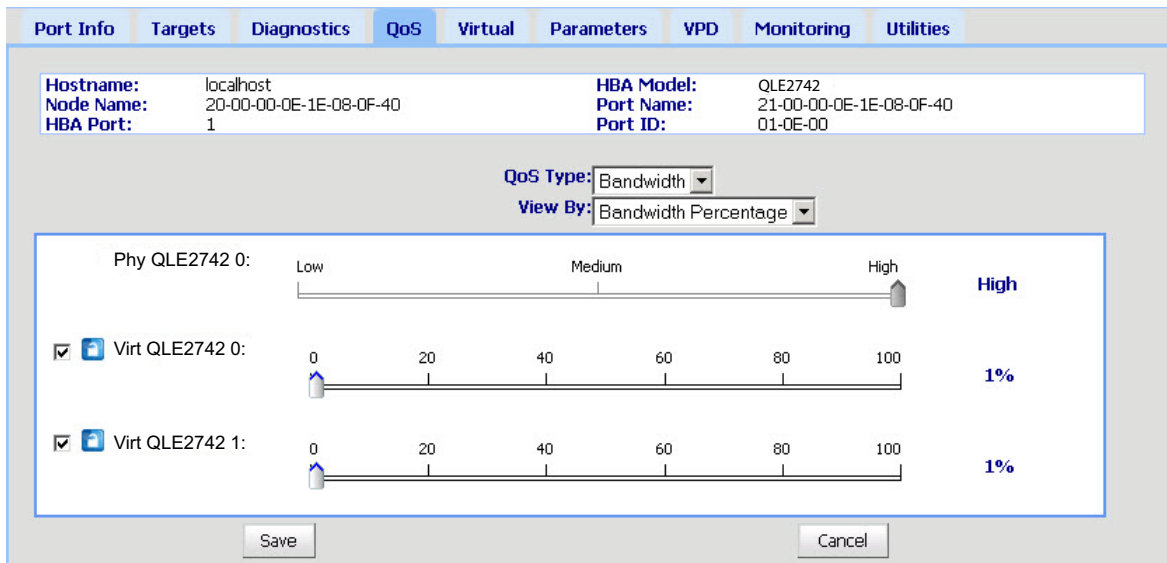 Port Info Targets Diagnostics QoS Virtual Parameters VPD Monitoring Utilities
Hostname: localhost HBA Model: QLE2742
Node Name: 20-00-00-0E-1E-08-0F-40 Port Name: 21-00-00-0E-1E-08-0F-40
HBA Port: 1 Port ID: 01-0E-00
QoS Type: Bandwidth
View By: Bandwidth Percentage
Phy QLE2742 0: Low Medium High High
Virt QLE2742 0: 0 20 40 60 80 100 1%
Virt QLE2742 1: 0 20 40 60 80 100 1%
Save Cancel